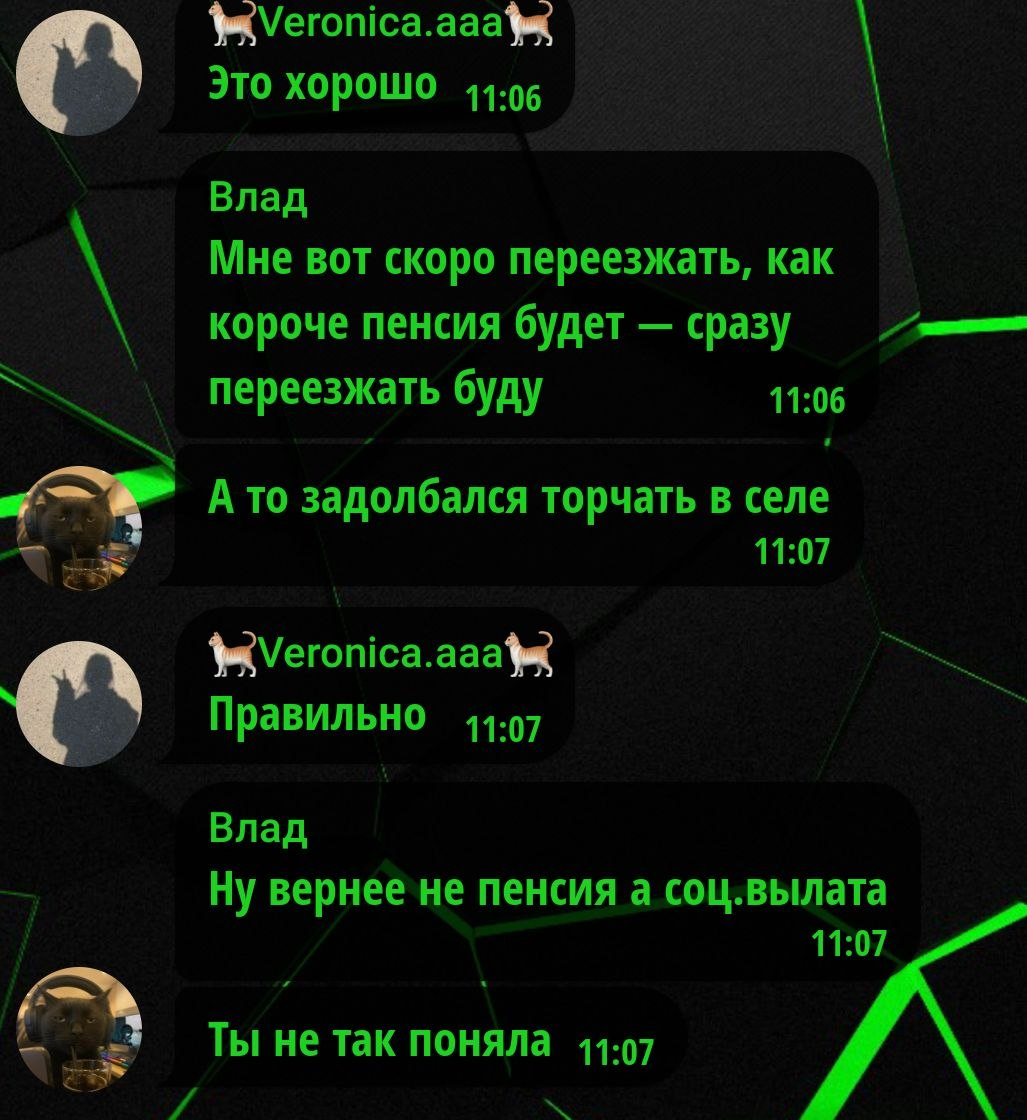 🐈Veronica.aaa🐈
Это хорошо 11:06
Влад
Мне вот скоро переезжать, как
короче пенсия будет — сразу
переезжать буду 11:06
А то задолбался торчать в селе
11:07
🐈Veronica.aaa🐈
Правильно 11:07
Влад
Ну вернее не пенсия а соц.вылата
11:07
Ты не так поняла 11:07